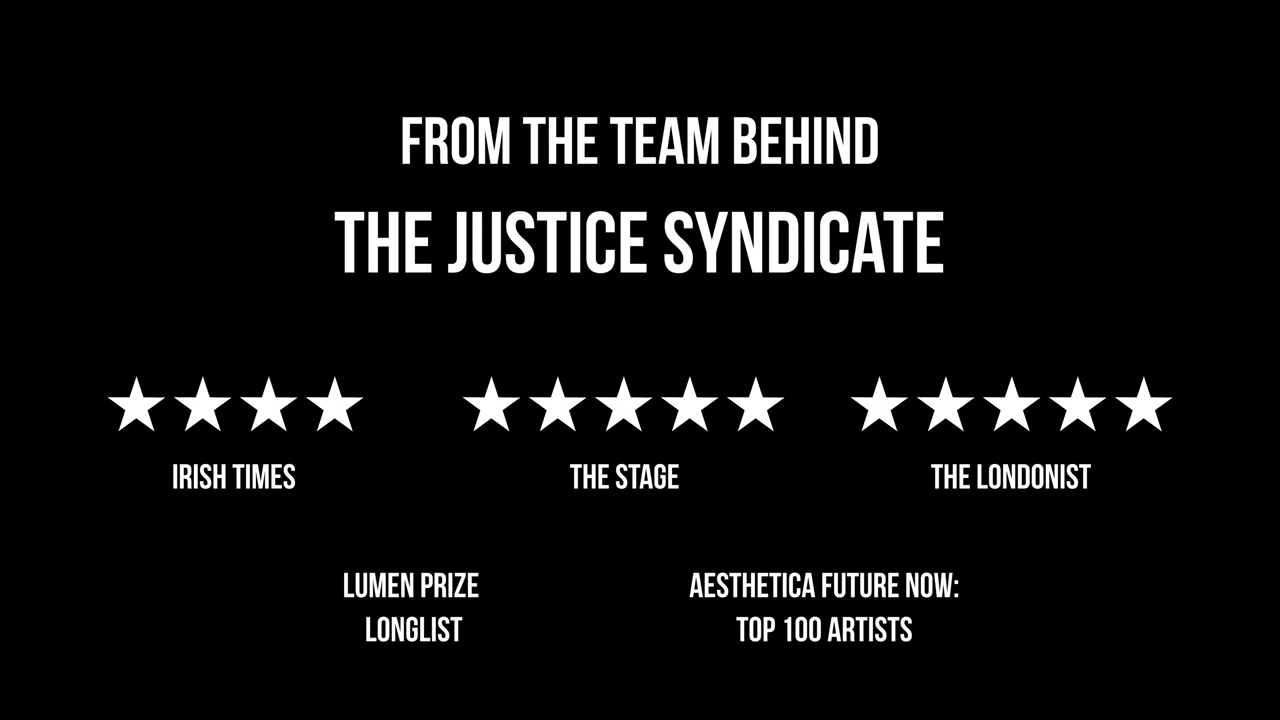 FROM THE TEAM BEHIND
THE JUSTICE SYNDICATE
★★★★ ★★★★★ ★★★★★
IRISH TIMES THE STAGE THE LONDONIST
LUMEN PRIZE AESTHETICA FUTURE NOW:
LONGLIST TOP 100 ARTISTS